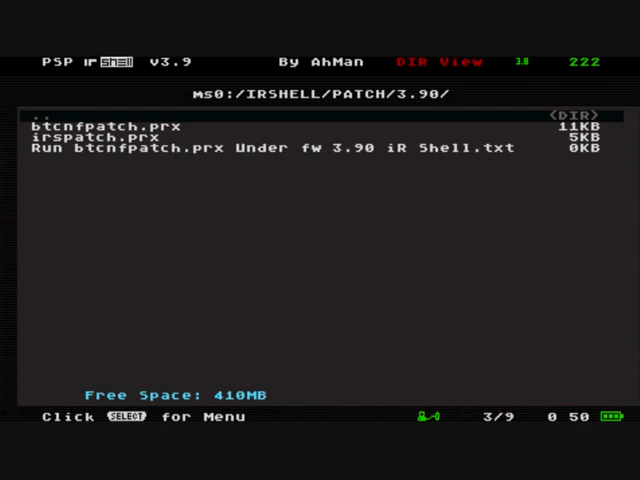 PSP ir shell v3.9 By AhMan DIR View 3.8 222
ms0:/IRSHELL/PATCH/3.90/
.. <DIR>
btcnfpatch.prx 11KB
irspatch.prx 5KB
Run btcnfpatch.prx Under fw 3.90 iR Shell.txt 0KB
Free Space: 410MB
Click SELECT for Menu 3/9 0 50